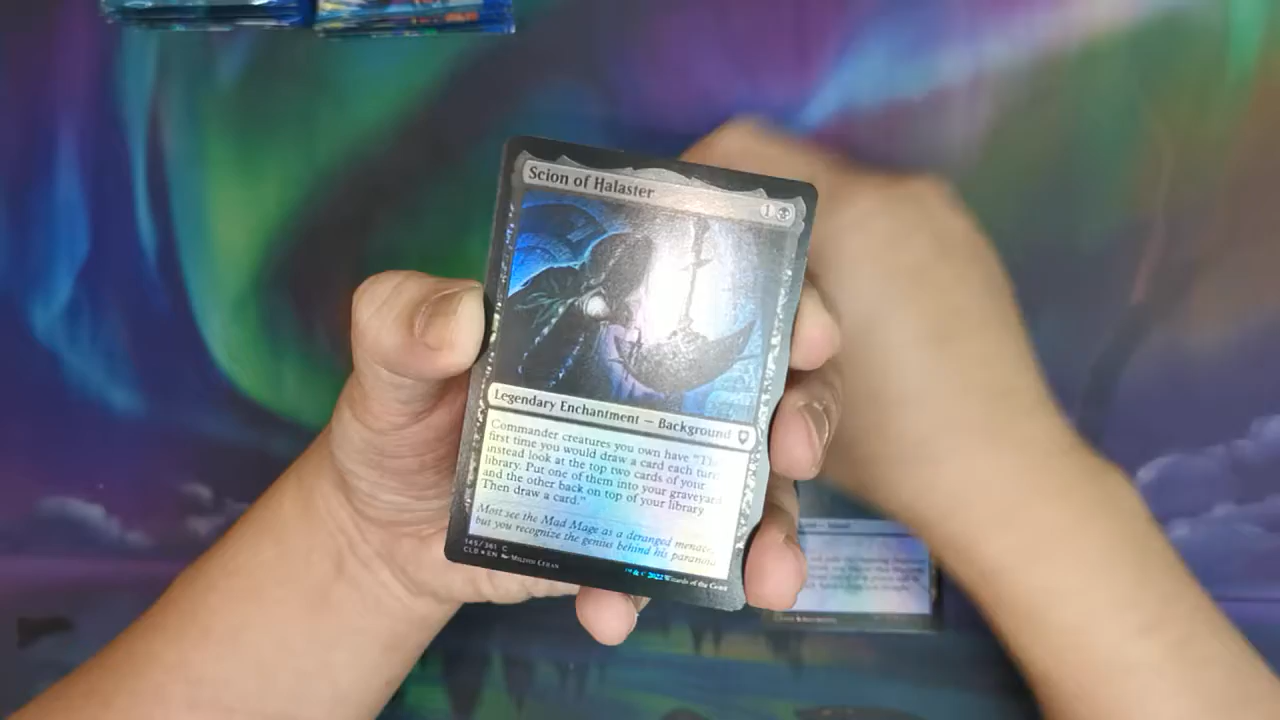 Scion of Halaster
1
Legendary Enchantment — Background
Commander creatures you own have "The
first time you would draw a card each turn
instead look at the top two cards of your
library. Put one of them into your graveyard
and the other back on top of your library.
Then draw a card."
Most see the Mad Mage as a deranged menace,
but you recognize the genius behind his paranoia
145/361 C
CLB ★ EN
™ & © 2022 Wizards of the Coast